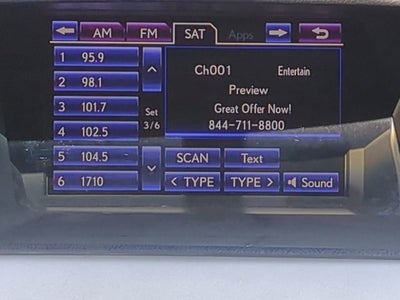 AM FM SAT Apps
1 95.9
2 98.1
3 101.7
4 102.5
5 104.5
6 1710
Set
3/6
Ch001 Entertain
Preview
Great Offer Now!
844-711-8800
SCAN Text
< TYPE TYPE > Sound